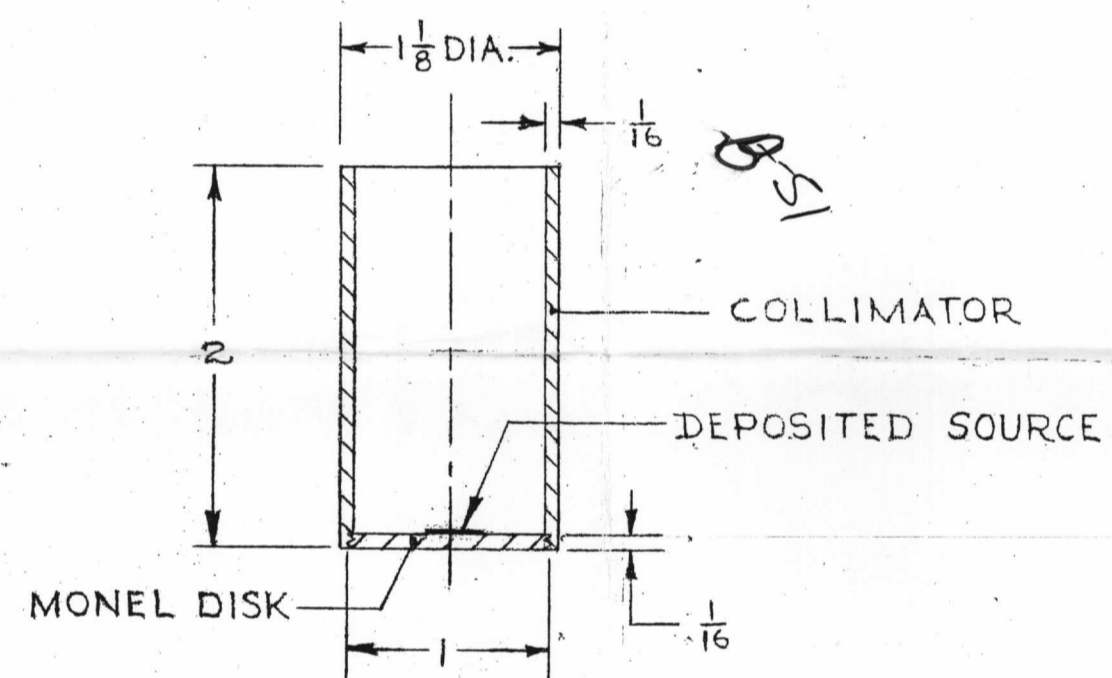 1 1/8 DIA.
1/16
COLLIMATOR
2
DEPOSITED SOURCE
MONEL DISK
1/16
1